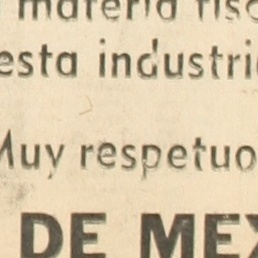 materia fisc
esta industri
Muy respetuo
DE MEX